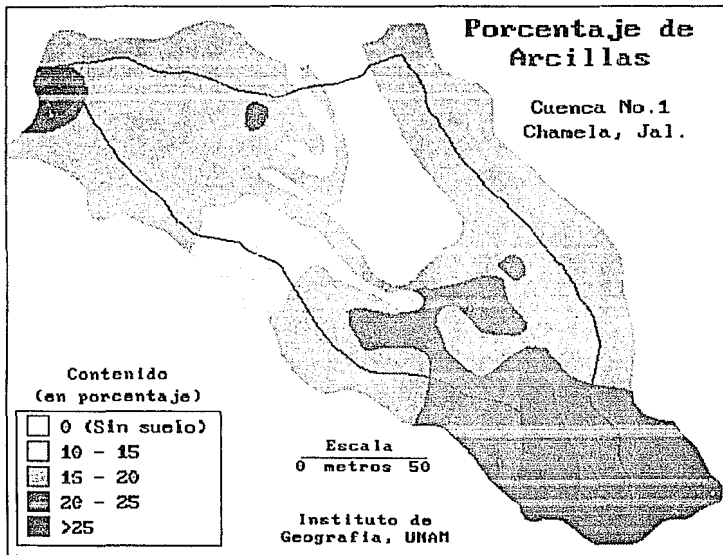 Porcentaje de
Arcillas
Cuenca No.1
Chamela, Jal.
Contenido
(en porcentaje)
0 (Sin suelo)
10 - 15
15 - 20
20 - 25
>25
Escala
0 metros 50
Instituto de
Geografia, UNAM